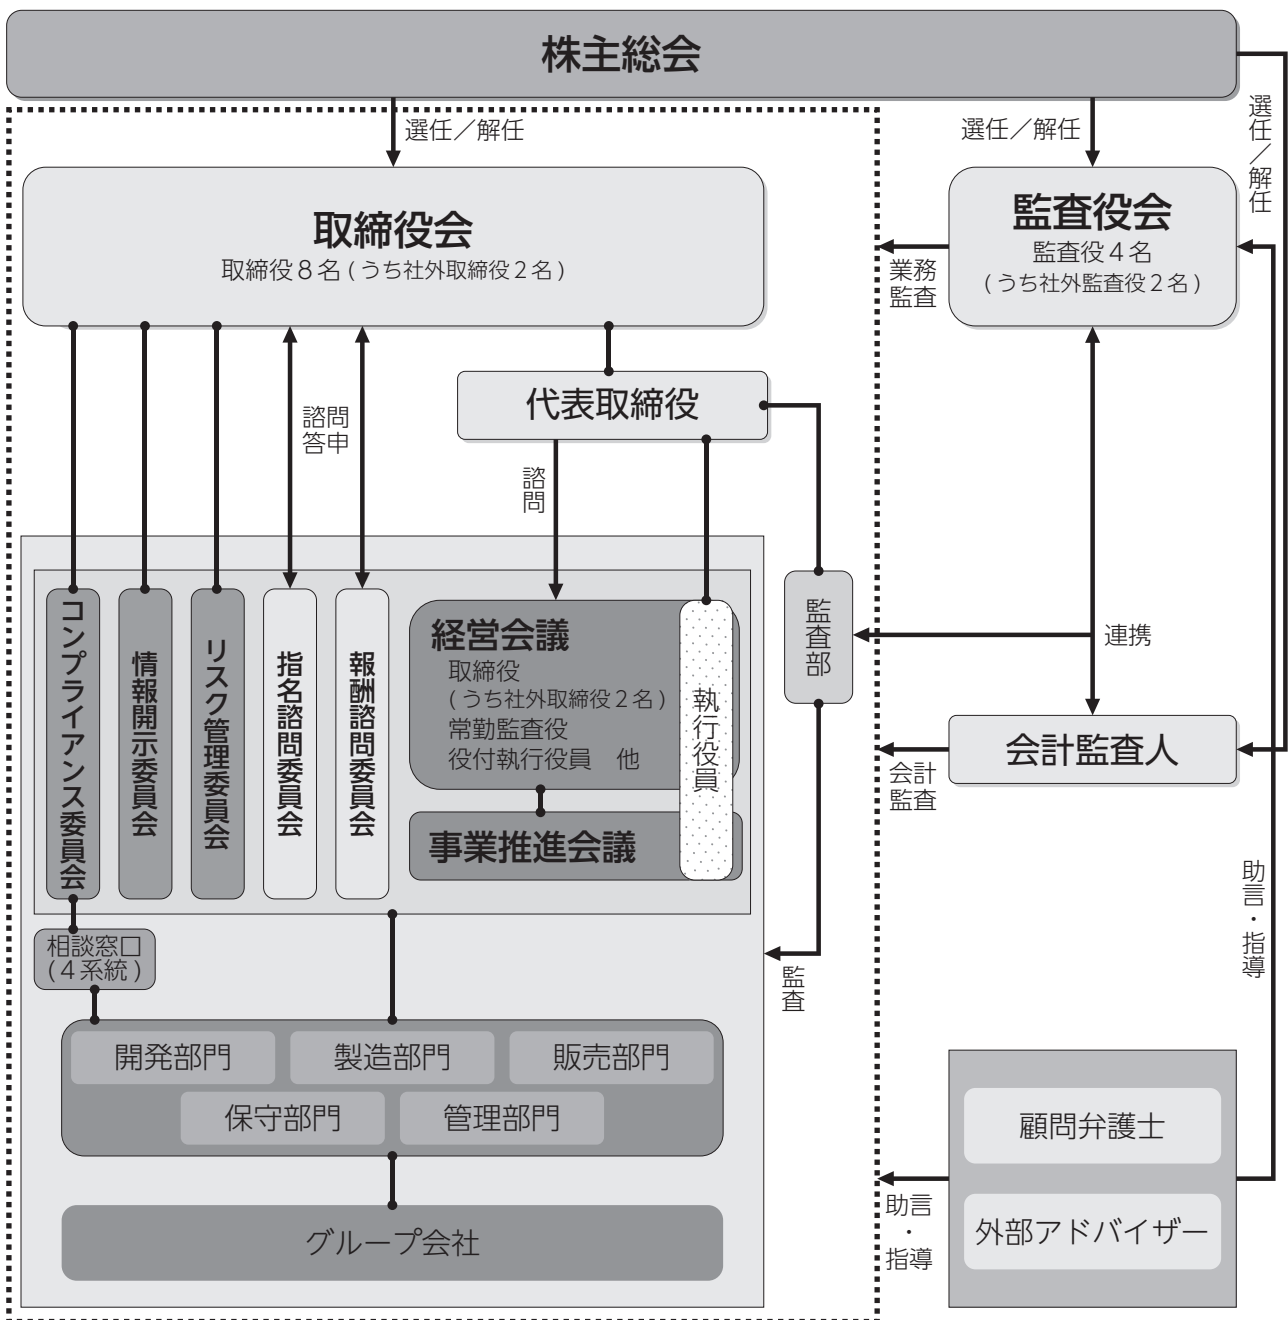 株主総会
選任／解任
選任／解任
選任／解任
取締役会
取締役８名 ( うち社外取締役２名 )
監査役会
監査役４名
( うち社外監査役２名 )
業務
監査
代表取締役
諮問
答申
諮問
コンプライアンス委員会
情報開示委員会
リスク管理委員会
指名諮問委員会
報酬諮問委員会
経営会議
取締役
( うち社外取締役２名 )
常勤監査役
役付執行役員　他
執行役員
事業推進会議
監査部
連携
会計監査人
会計
監査
助言・指導
相談窓口
( ４系統 )
監査
開発部門
製造部門
販売部門
保守部門
管理部門
グループ会社
顧問弁護士
外部アドバイザー
助言
・
指導